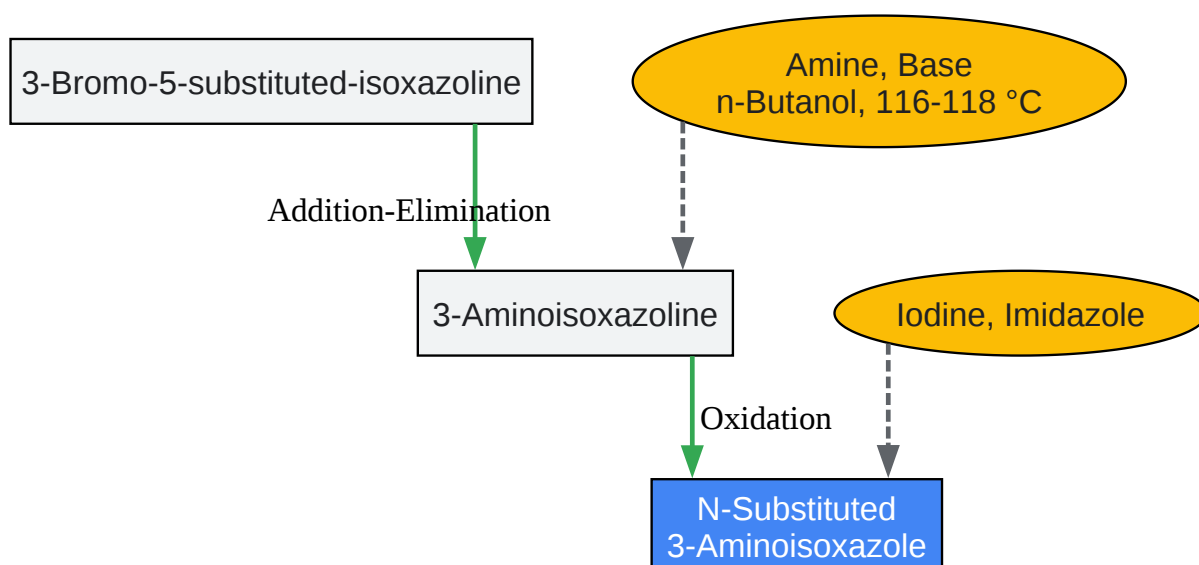 3-Bromo-5-substituted-isoxazoline
Amine, Base
n-Butanol, 116-118 °C
Addition-Elimination
3-Aminoisoxazoline
Iodine, Imidazole
Oxidation
N-Substituted
3-Aminoisoxazole